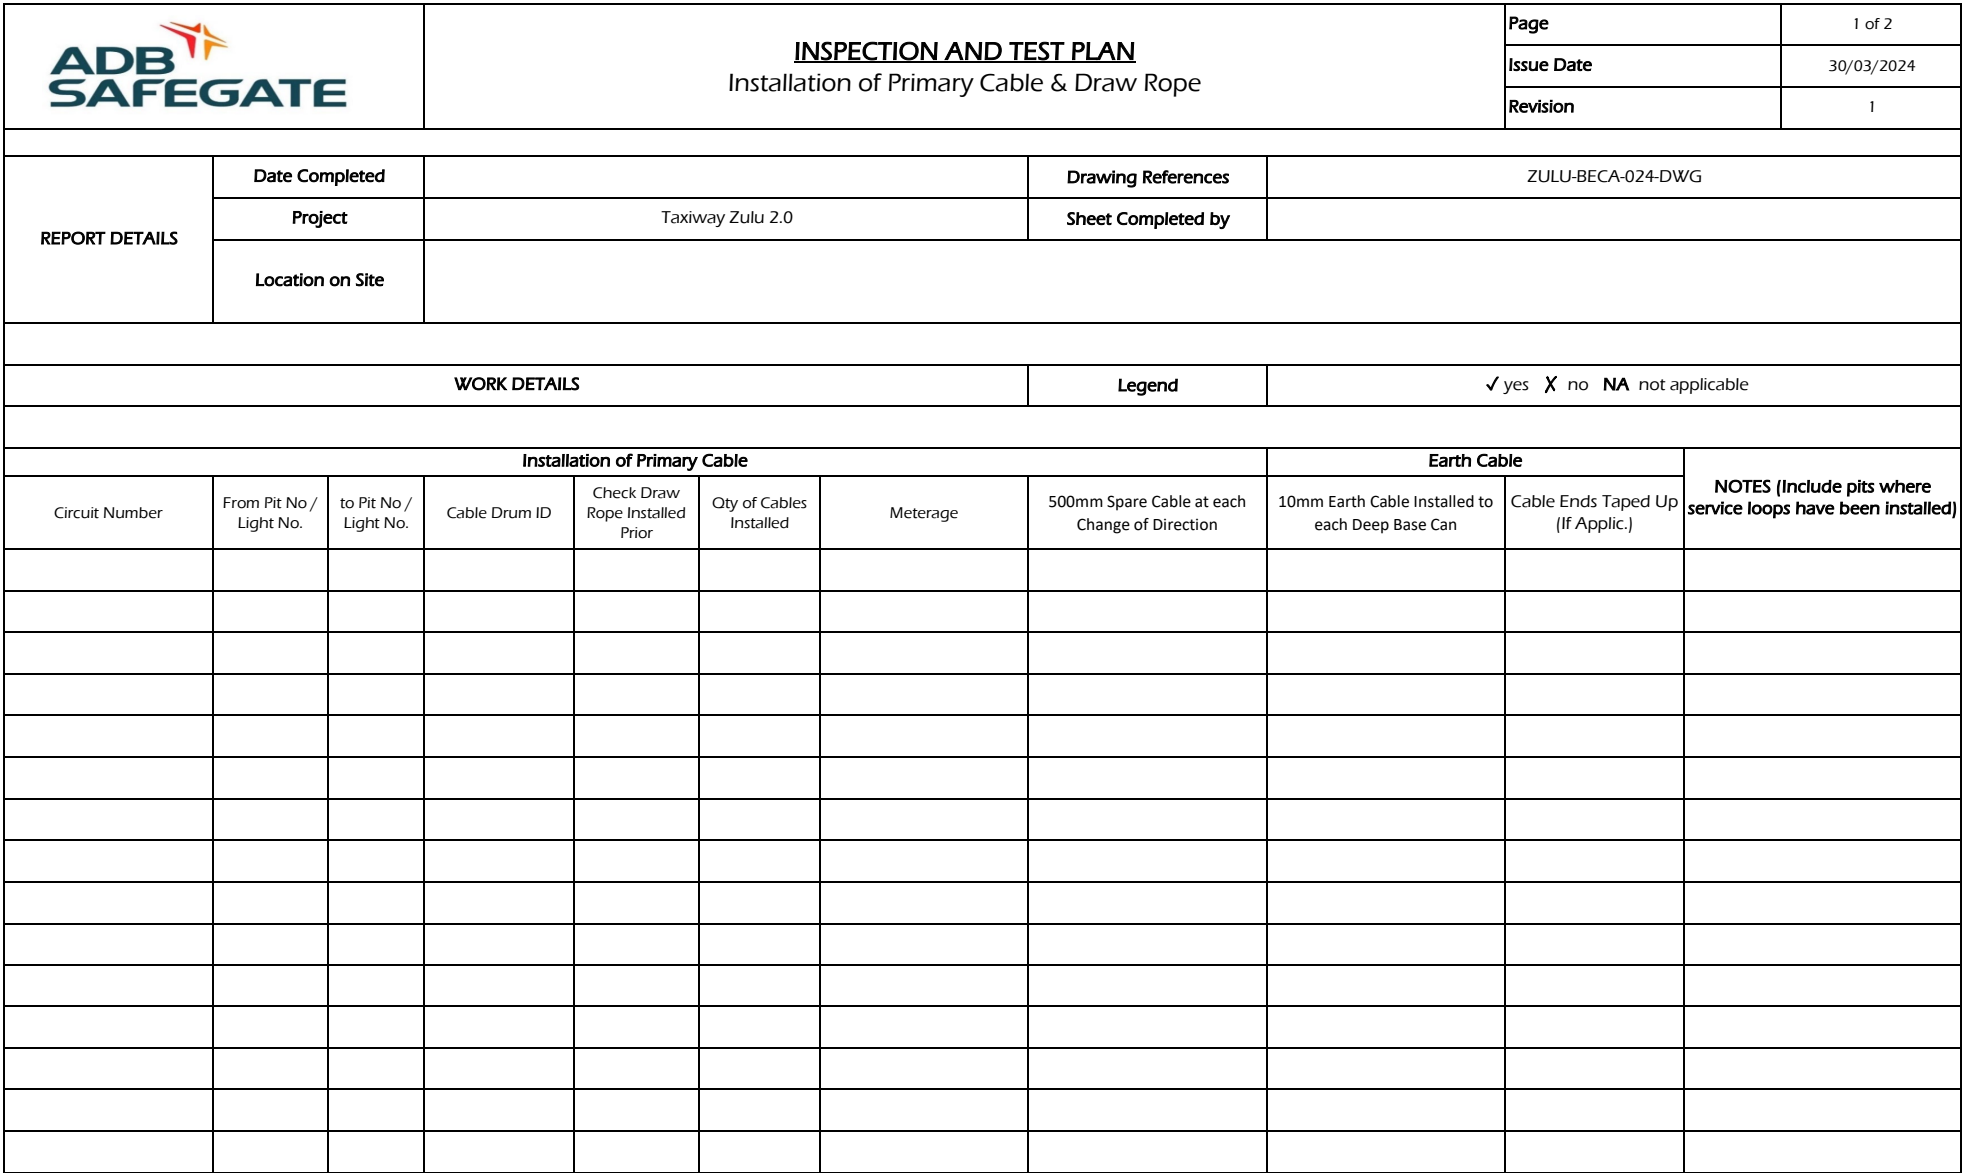 ADB
SAFEGATE
INSPECTION AND TEST PLAN
Installation of Primary Cable & Draw Rope
Page
1 of 2
Issue Date
30/03/2024
Revision
1
REPORT DETAILS
Date Completed
Drawing References
ZULU-BECA-024-DWG
Project
Taxiway Zulu 2.0
Sheet Completed by
Location on Site
WORK DETAILS
Legend
✓ yes ✗ no NA not applicable
Installation of Primary Cable
Earth Cable
NOTES (Include pits where
service loops have been installed)
Circuit Number
From Pit No /
Light No.
to Pit No /
Light No.
Cable Drum ID
Check Draw
Rope Installed
Prior
Qty of Cables
Installed
Meterage
500mm Spare Cable at each
Change of Direction
10mm Earth Cable Installed to
each Deep Base Can
Cable Ends Taped Up
(If Applic.)